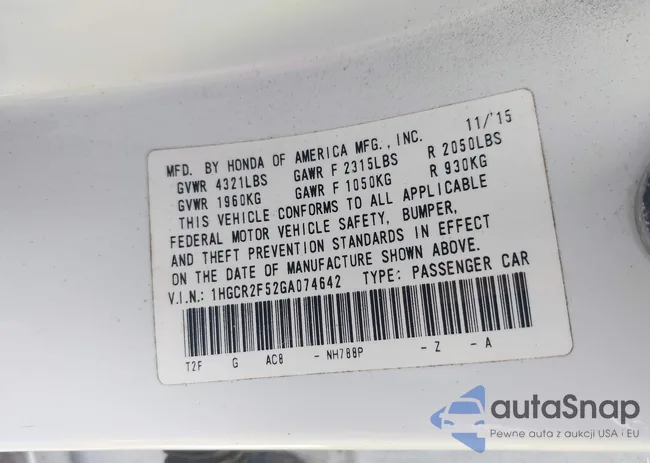 11/'15
MFD. BY HONDA OF AMERICA MFG., INC.
GVWR 4321LBS GAWR F 2315LBS R 2050LBS
GVWR 1960KG GAWR F 1050KG R 930KG
THIS VEHICLE CONFORMS TO ALL APPLICABLE
FEDERAL MOTOR VEHICLE SAFETY, BUMPER,
AND THEFT PREVENTION STANDARDS IN EFFECT
ON THE DATE OF MANUFACTURE SHOWN ABOVE.
V.I.N.: 1HGCR2F52GA074642 TYPE: PASSENGER CAR
T2F G AC8 - NH788P - Z - A
autaSnap
Pewne auta z aukcji USA i EU